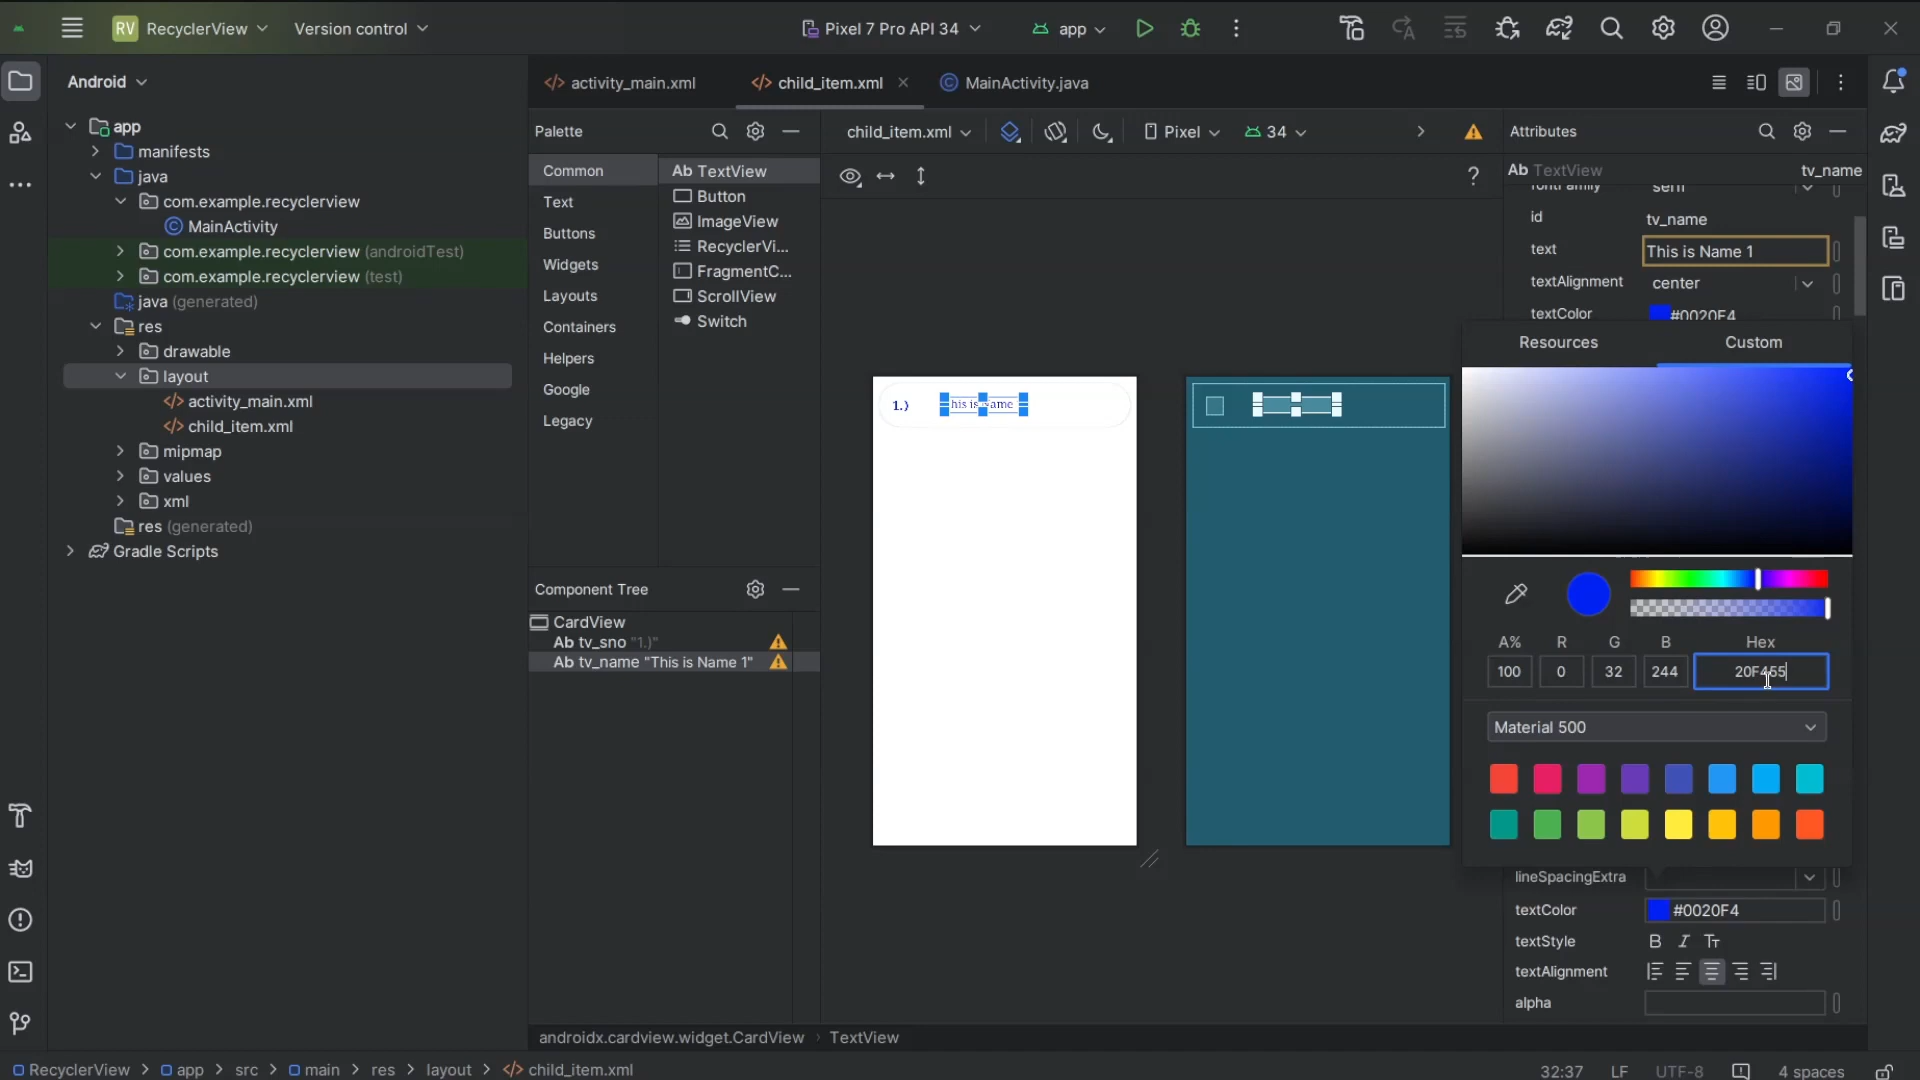 RV RecyclerView Version control Pixel 7 Pro API 34 app
Android activity_main.xml child_item.xml MainActivity.java
app
manifests
java
com.example.recyclerview
MainActivity
com.example.recyclerview (androidTest)
com.example.recyclerview (test)
java (generated)
res
drawable
layout
activity_main.xml
child_item.xml
mipmap
values
xml
res (generated)
Gradle Scripts
Palette
Common
Text
Buttons
Widgets
Layouts
Containers
Helpers
Google
Legacy
Ab TextView
Button
ImageView
RecyclerVi...
FragmentC...
ScrollView
Switch
Component Tree
CardView
Ab tv_sno "1.)"
Ab tv_name "This is Name 1"
child_item.xml Pixel 34
?
1.)
Attributes
Ab TextView tv_name
fontFamily serif
id tv_name
text This is Name 1
textAlignment center
textColor #0020F4
Resources Custom
A% R G B Hex
100 0 32 244 20F455
Material 500
lineSpacingExtra
textColor #0020F4
textStyle B I Tт
textAlignment
alpha
androidx.cardview.widget.CardView > TextView
RecyclerView > app > src > main > res > layout > child_item.xml 32:37 LF UTF-8 4 spaces